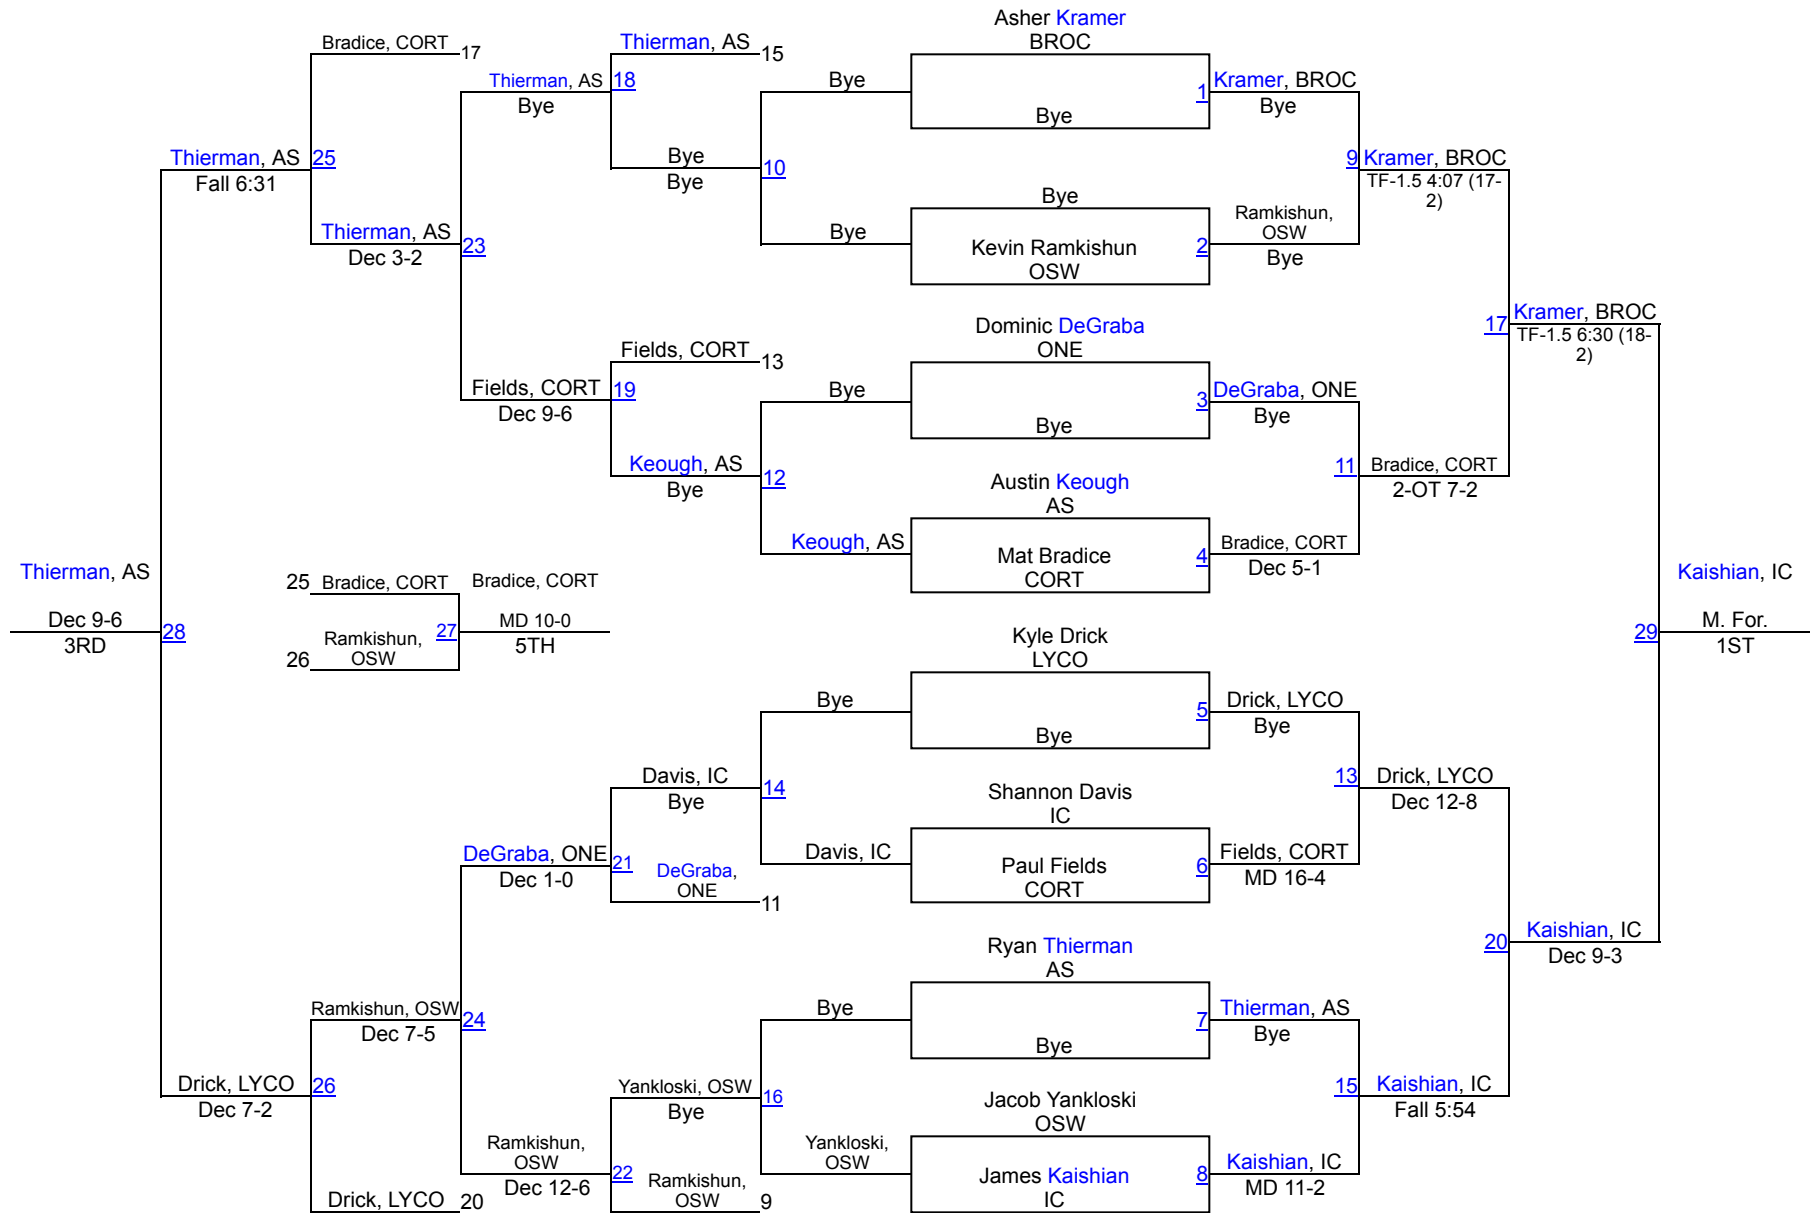 Asher Kramer
BROC
Bradice, CORT
17
Thierman, AS
15
Thierman, AS
18
Bye
Bye
1
Kramer, BROC
Bye
Bye
Thierman, AS
25
Fall 6:31
Bye
10
Bye
9
Kramer, BROC
TF-1.5 4:07 (17-
2)
Bye
Thierman, AS
23
Dec 3-2
Bye
Kevin Ramkishun
OSW
2
Ramkishun,
OSW
Bye
Dominic DeGraba
ONE
17
Kramer, BROC
TF-1.5 6:30 (18-
2)
Fields, CORT
13
Fields, CORT
19
Dec 9-6
Bye
Bye
3
DeGraba, ONE
Bye
Keough, AS
12
Bye
Austin Keough
AS
11
Bradice, CORT
2-OT 7-2
Keough, AS
Mat Bradice
CORT
4
Bradice, CORT
Dec 5-1
Thierman, AS
Dec 9-6
3RD
28
25
Bradice, CORT
Bradice, CORT
Ramkishun,
OSW
26
27
MD 10-0
5TH
Kaishian, IC
29
M. For.
1ST
Kyle Drick
LYCO
Bye
Bye
5
Drick, LYCO
Bye
Davis, IC
14
Bye
Shannon Davis
IC
13
Drick, LYCO
Dec 12-8
DeGraba, ONE
21
Dec 1-0
DeGraba,
ONE
11
Davis, IC
Paul Fields
CORT
6
Fields, CORT
MD 16-4
Ryan Thierman
AS
20
Kaishian, IC
Dec 9-3
Ramkishun, OSW
24
Dec 7-5
Bye
Bye
7
Thierman, AS
Bye
Drick, LYCO
26
Dec 7-2
Yankloski, OSW
16
Bye
Jacob Yankloski
OSW
15
Kaishian, IC
Fall 5:54
Ramkishun,
OSW
22
Dec 12-6
Yankloski,
OSW
James Kaishian
IC
8
Kaishian, IC
MD 11-2
Drick, LYCO
20
Ramkishun,
OSW
9